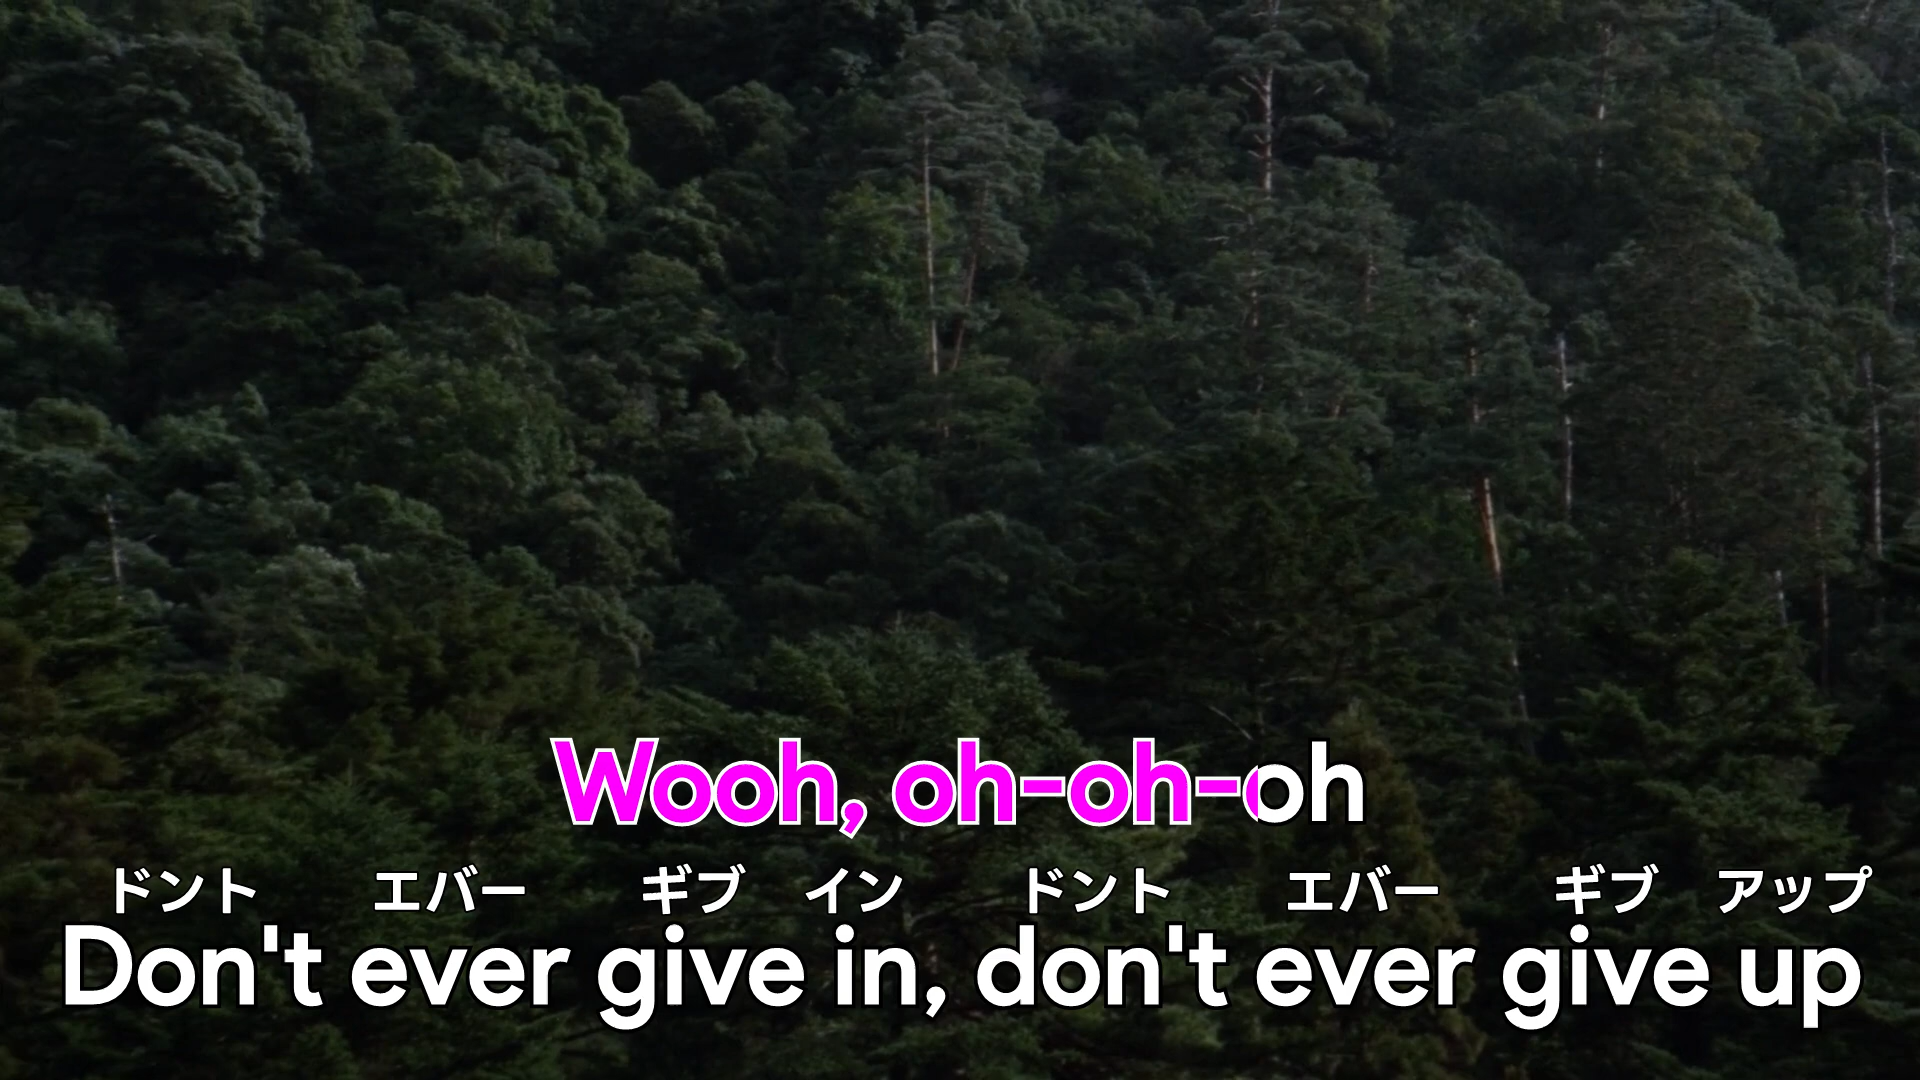 Wooh, oh-oh-oh
ドント エバー ギブ イン ドント エバー ギブ アップ
Don't ever give in, don't ever give up